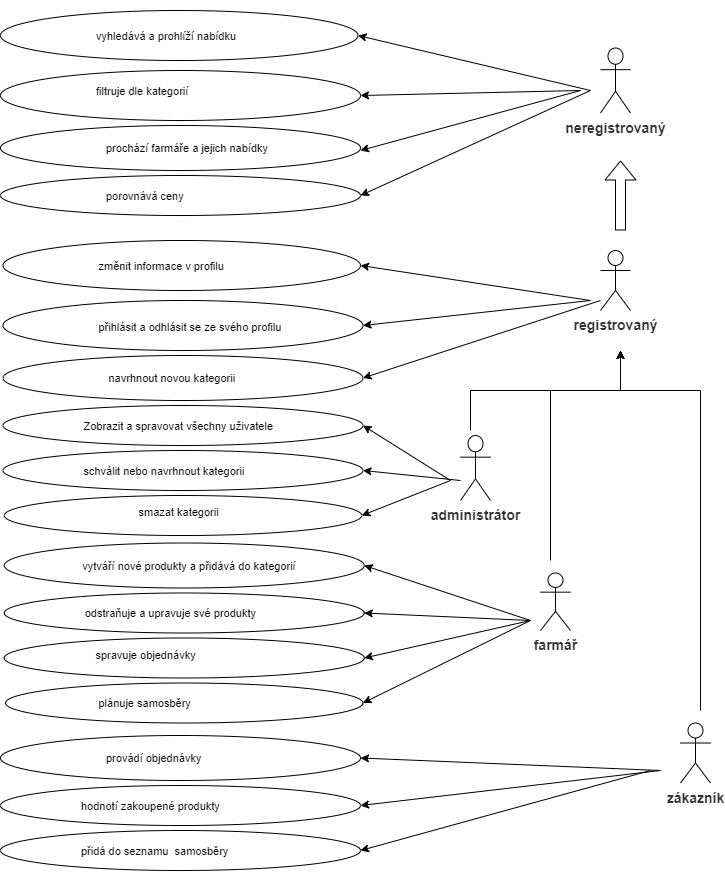 vyhledává a prohlíží nabídku
filtruje dle kategorií
prochází farmáře a jejich nabídky
porovnává ceny
neregistrovaný
změnit informace v profilu
přihlásit a odhlásit se ze svého profilu
navrhnout novou kategorii
registrovaný
Zobrazit a spravovat všechny uživatele
schválit nebo navrhnout kategorii
smazat kategorii
administrátor
vytváří nové produkty a přidává do kategorií
odstraňuje a upravuje své produkty
spravuje objednávky
plánuje samosběry
farmář
provádí objednávky
hodnotí zakoupené produkty
přidá do seznamu samosběry
zákazník